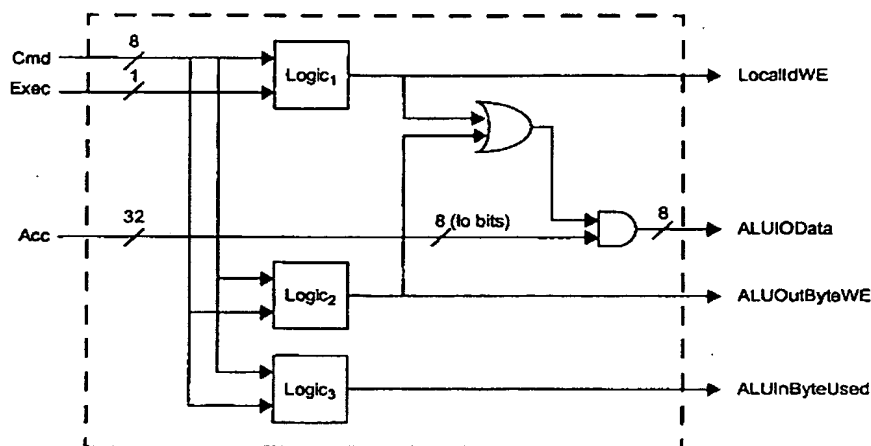 Cmd
8
Exec
1
Logic₁
LocalIdWE
Acc
32
8 (lo bits)
8
ALUIOData
Logic₂
ALUOutByteWE
Logic₃
ALUInByteUsed